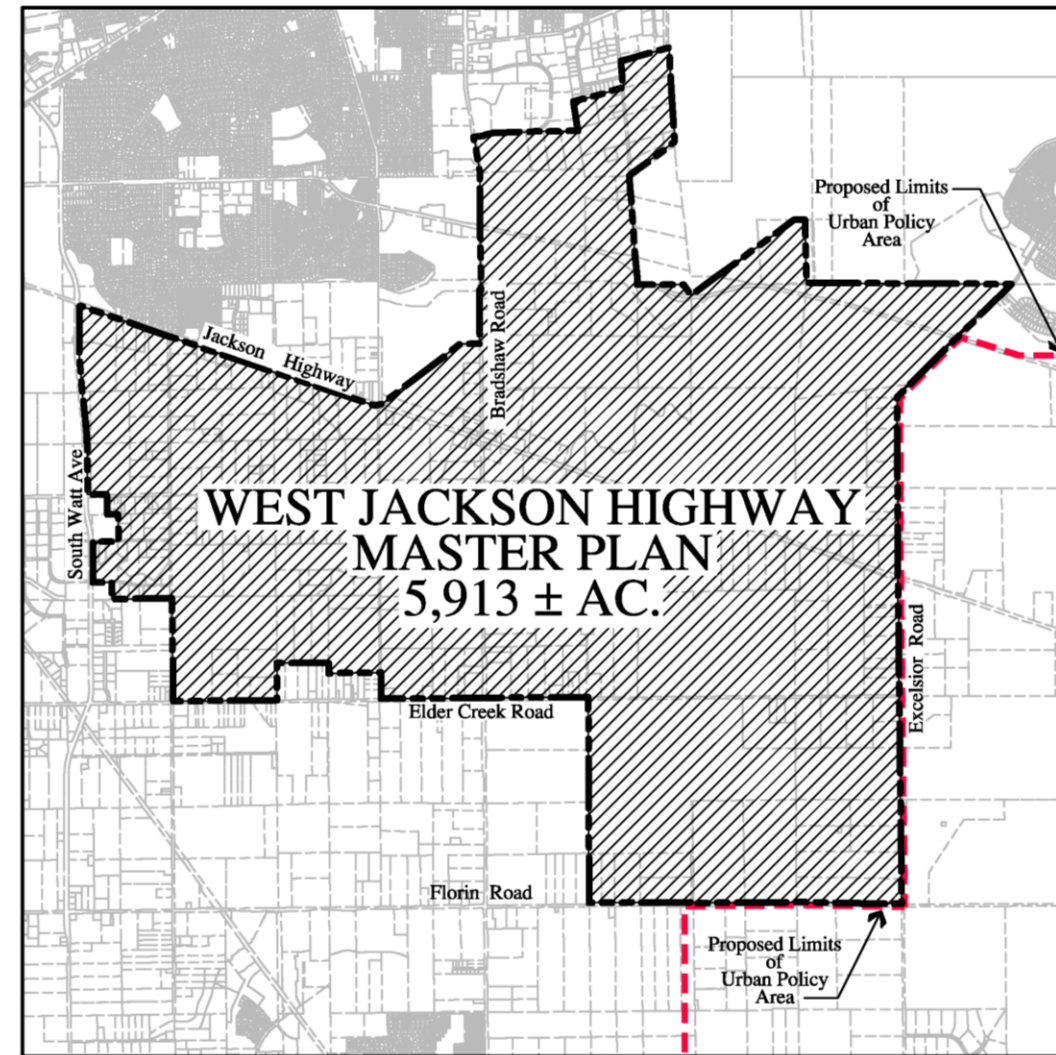 Proposed Limits
of
Urban Policy
Area
Bradshaw Road
Jackson Highway
South Watt Ave
WEST JACKSON HIGHWAY
MASTER PLAN
5,913 ± AC.
Excelsior Road
Elder Creek Road
Florin Road
Proposed Limits
of
Urban Policy
Area